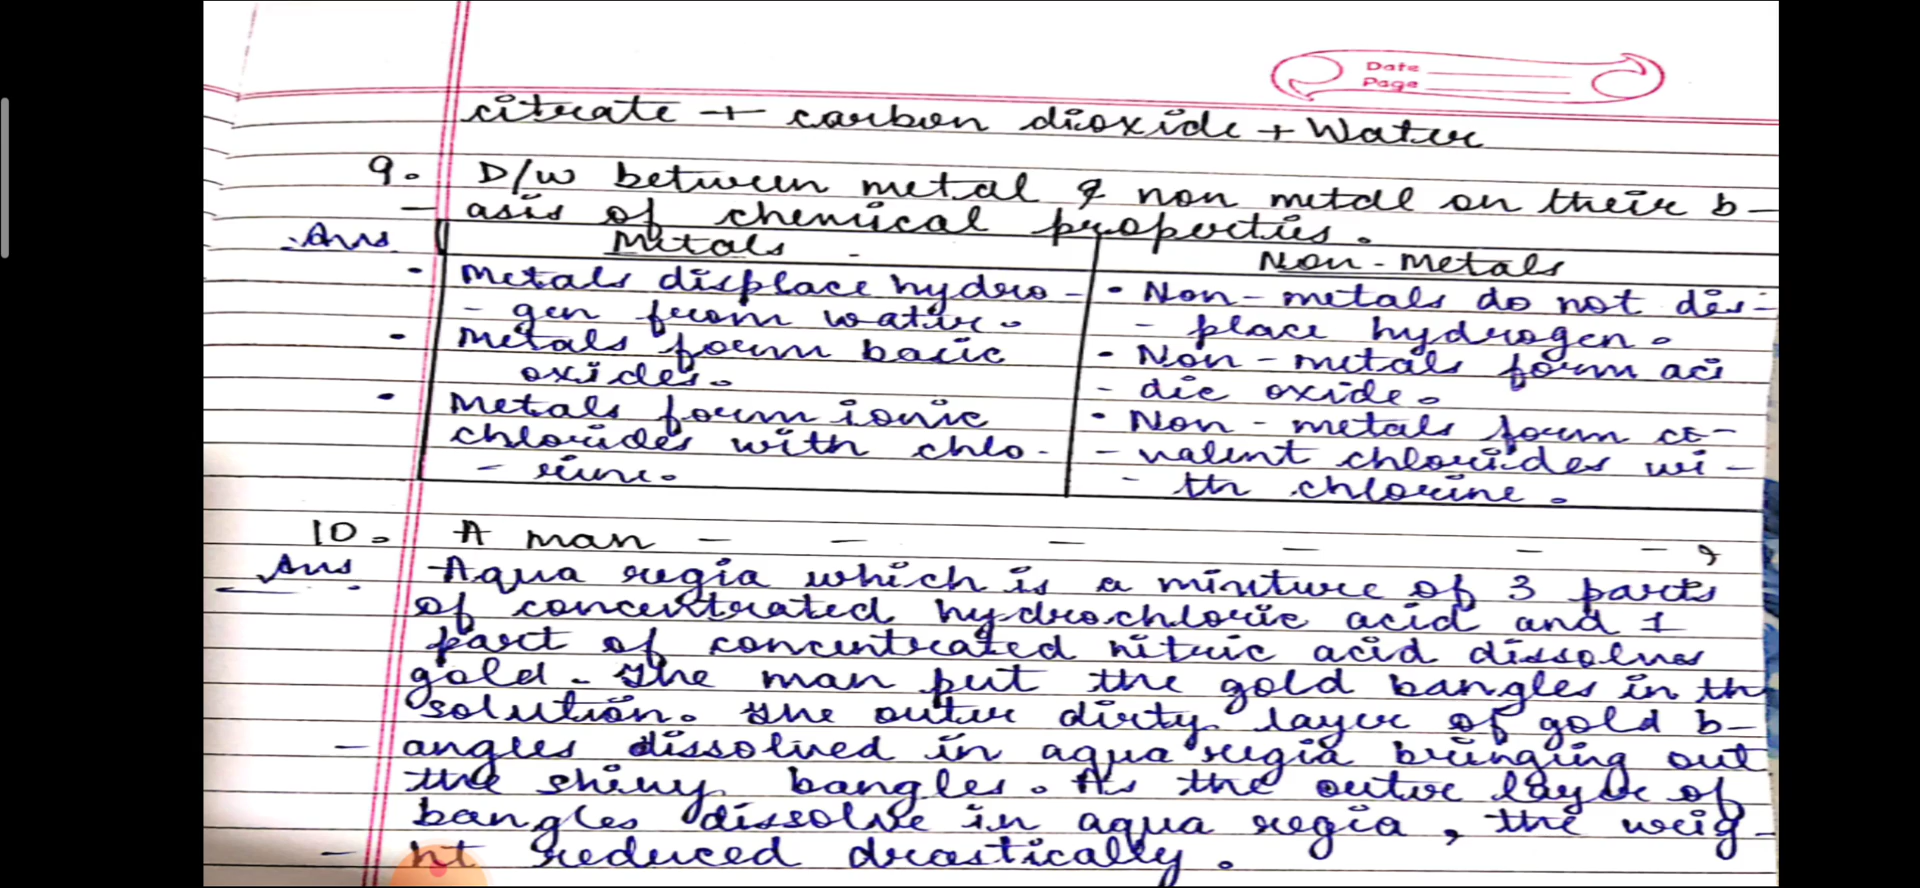 Date
Page
citrate + carbon dioxide + Water
9. D/w between metal & non metal on their b-
- asis of chemical properties.
Ans Metals Non-Metals
• Metals displace hydro-
- gen from water.
• Metals form basic
oxides.
• Metals form ionic
chlorides with chlo-
- rine.
• Non-metals do not dis-
- place hydrogen.
• Non-metals form aci
- dic oxide.
• Non-metals form co-
- valent chlorides wi-
- th chlorine.
10. A man - - - - - - ,
Ans Aqua regia which is a mixture of 3 parts
of concentrated hydrochloric acid and 1
part of concentrated nitric acid dissolves
gold. The man put the gold bangles in th
solution. The outer dirty layer of gold b-
- angles dissolved in aqua regia bringing out
the shiny bangles. As the outer layer of
bangles dissolve in aqua regia, the weig-
- ht reduced drastically.